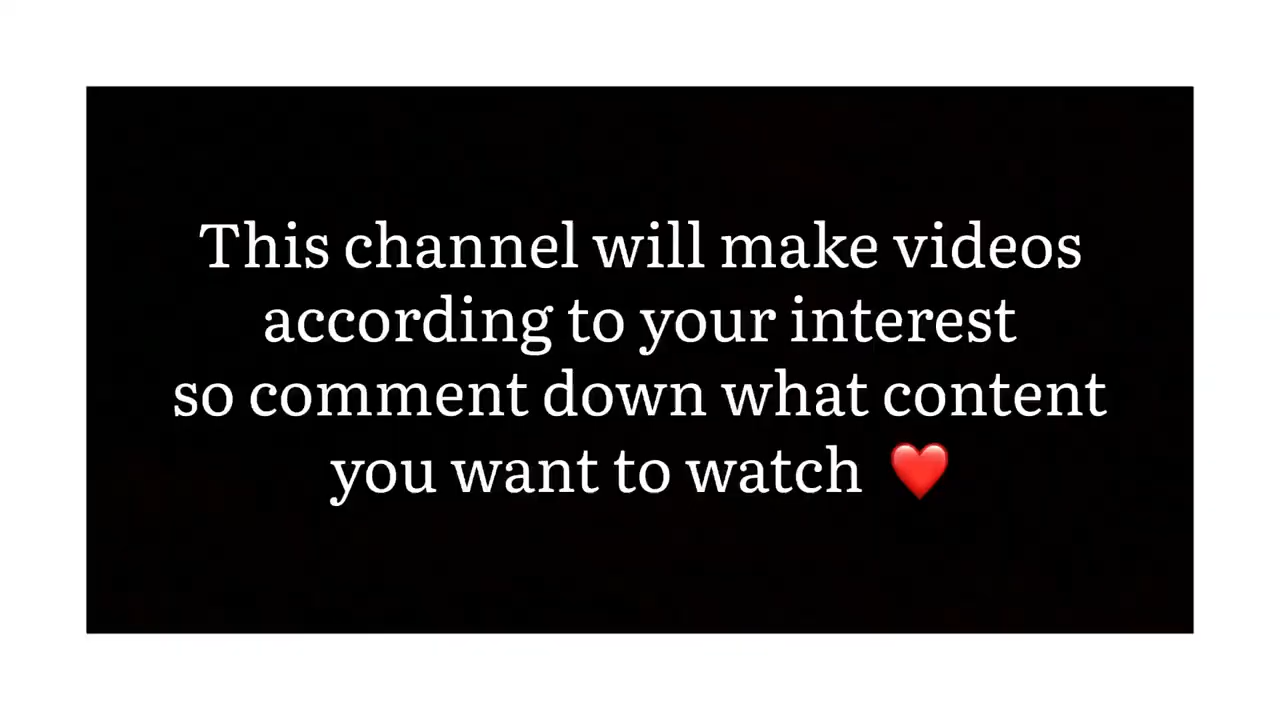 This channel will make videos
according to your interest
so comment down what content
you want to watch ❤️